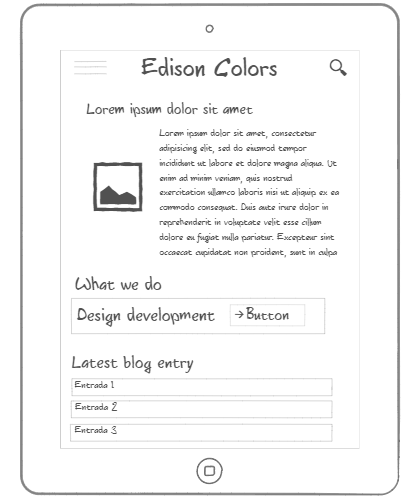 Edison Colors
Lorem ipsum dolor sit amet
Lorem ipsum dolor sit amet, consectetur
adipisicing elit, sed do eiusmod tempor
incididunt ut labore et dolore magna aliqua. Ut
enim ad minim veniam, quis nostrud
exercitation ullamco laboris nisi ut aliquip ex ea
commodo consequat. Duis aute irure dolor in
reprehenderit in voluptate velit esse cillum
dolore eu fugiat nulla pariatur. Excepteur sint
occaecat cupidatat non proident, sunt in culpa
What we do
Design development →Button
Latest blog entry
Entrada 1
Entrada 2
Entrada 3